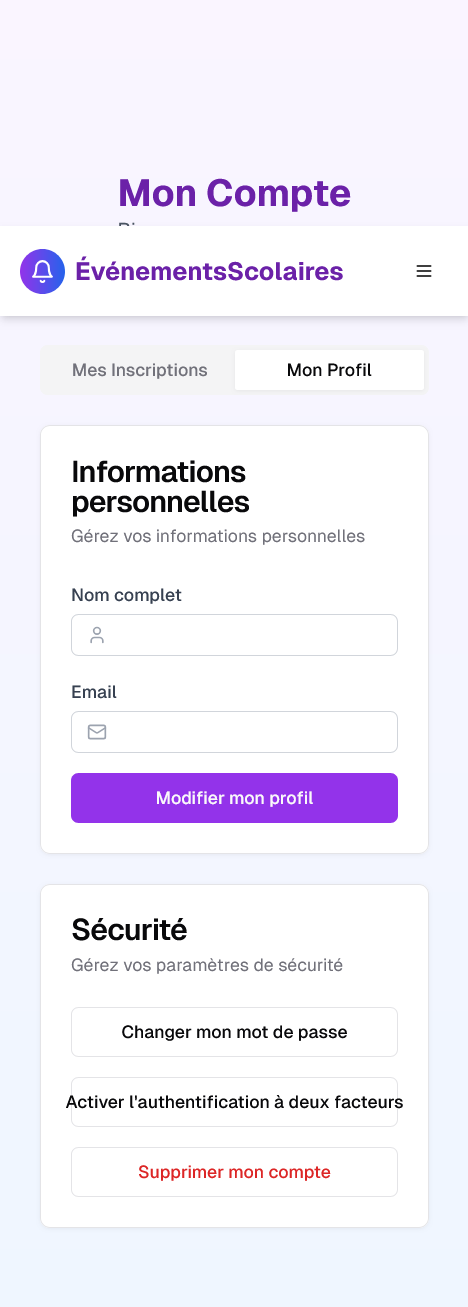 Mon Compte
ÉvénementsScolaires
Mes Inscriptions
Mon Profil
Informations
personnelles
Gérez vos informations personnelles
Nom complet
Email
Modifier mon profil
Sécurité
Gérez vos paramètres de sécurité
Changer mon mot de passe
Activer l'authentification à deux facteurs
Supprimer mon compte